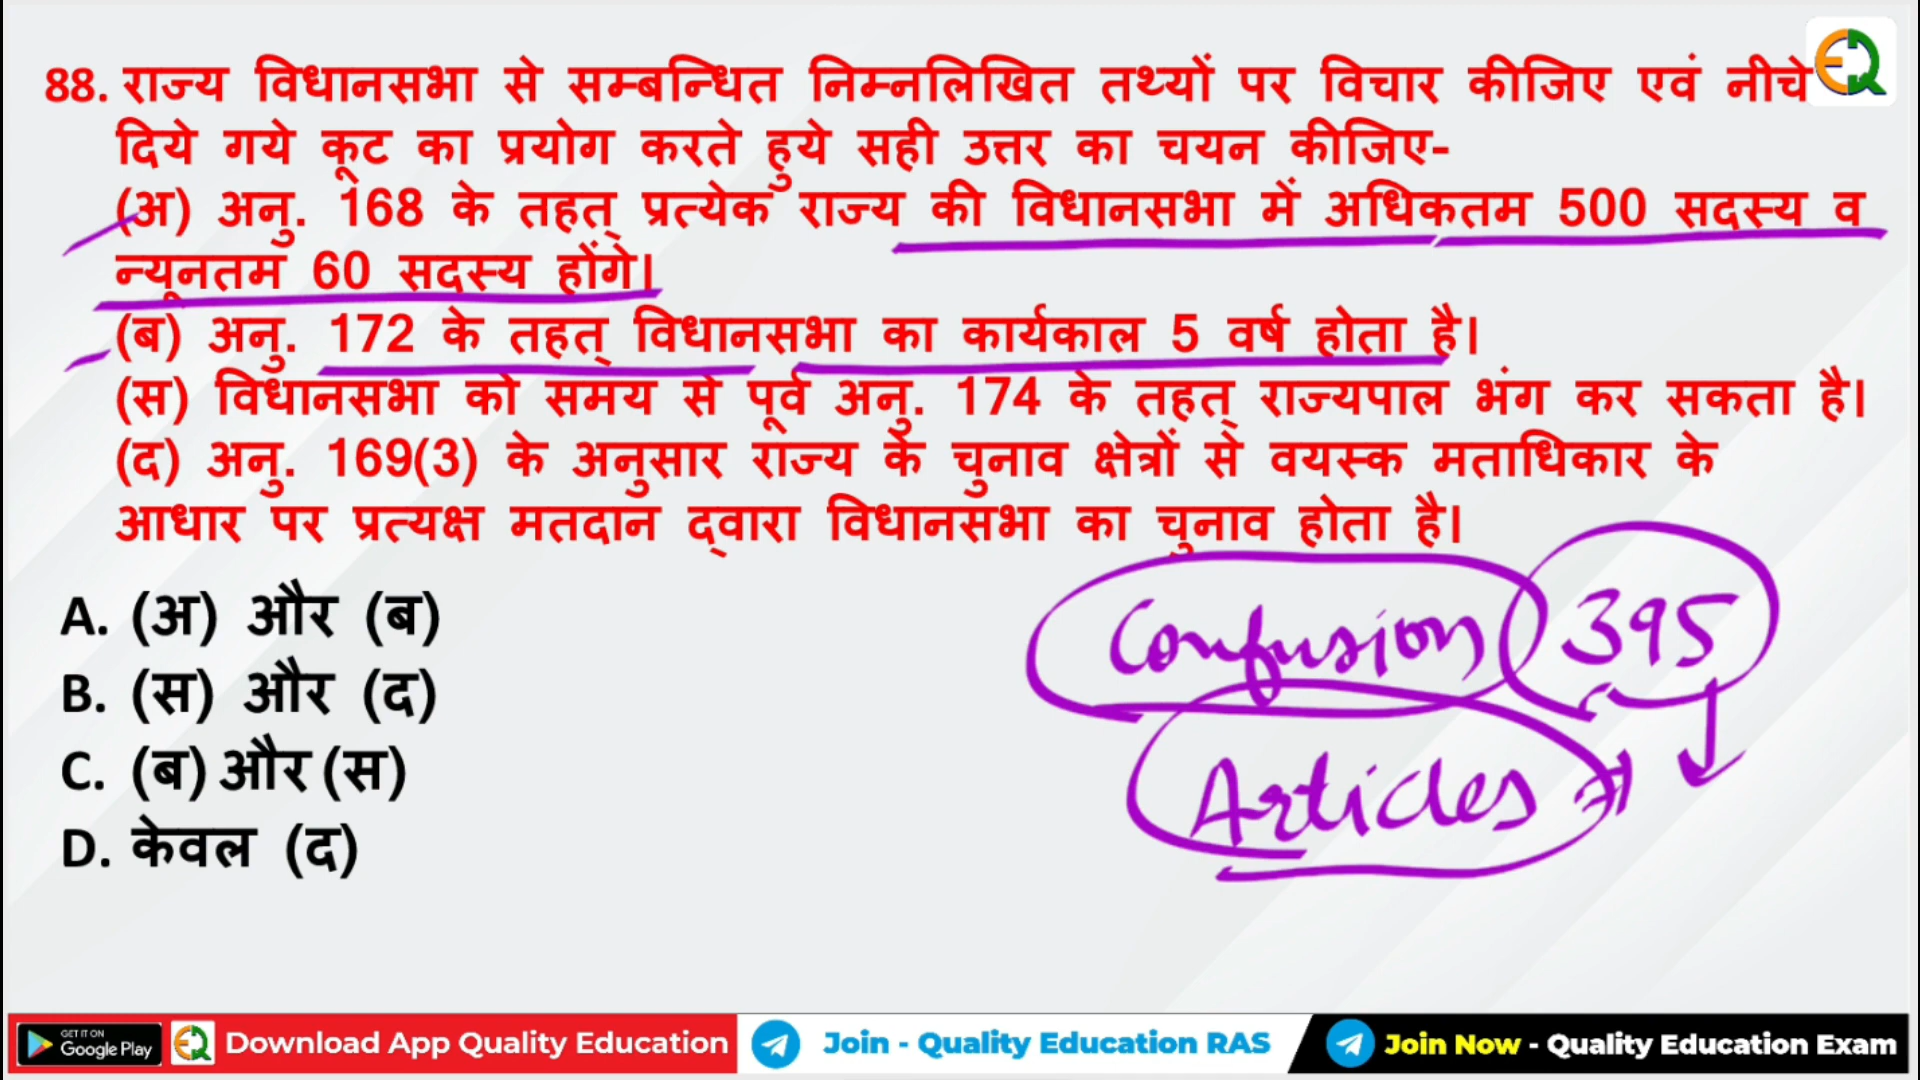 88. राज्य विधानसभा से सम्बन्धित निम्नलिखित तथ्यों पर विचार कीजिए एवं नीचे
दिये गये कूट का प्रयोग करते हुये सही उत्तर का चयन कीजिए-
(अ) अनु. 168 के तहत् प्रत्येक राज्य की विधानसभा में अधिकतम 500 सदस्य व
न्यूनतम 60 सदस्य होंगे।
(ब) अनु. 172 के तहत् विधानसभा का कार्यकाल 5 वर्ष होता है।
(स) विधानसभा को समय से पूर्व अनु. 174 के तहत् राज्यपाल भंग कर सकता है।
(द) अनु. 169(3) के अनुसार राज्य के चुनाव क्षेत्रों से वयस्क मताधिकार के
आधार पर प्रत्यक्ष मतदान द्वारा विधानसभा का चुनाव होता है।
A. (अ) और (ब)
B. (स) और (द)
C. (ब) और (स)
D. केवल (द)
Confusion 395
Articles में
GET IT ON
Google Play
EQ Download App Quality Education
Join - Quality Education RAS
Join Now - Quality Education Exam